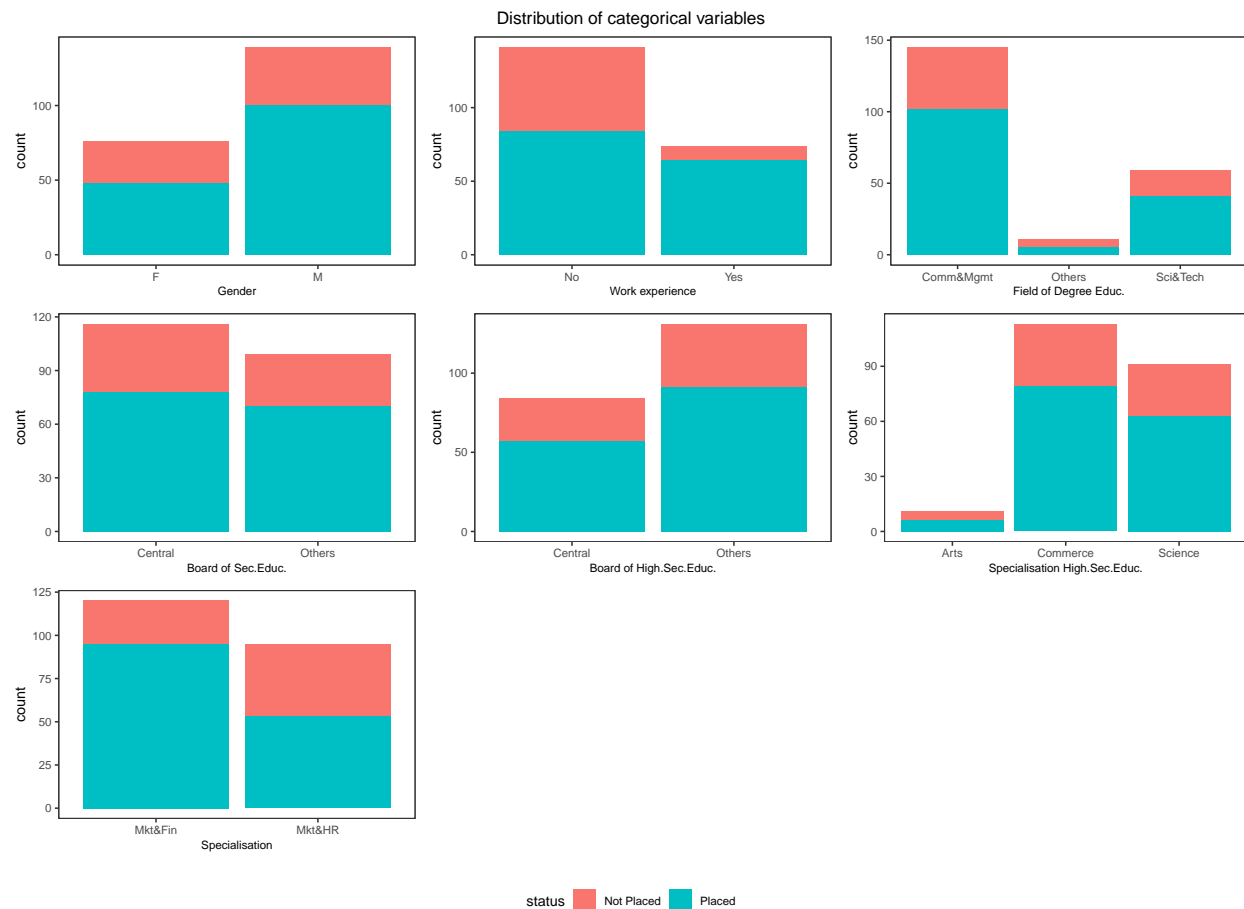 Distribution of categorical variables
count
100
50
0
F M
Gender
count
100
50
0
No Yes
Work experience
count
150
100
50
0
Comm&Mgmt Others Sci&Tech
Field of Degree Educ.
count
120
90
60
30
0
Central Others
Board of Sec.Educ.
count
100
50
0
Central Others
Board of High.Sec.Educ.
count
90
60
30
0
Arts Commerce Science
Specialisation High.Sec.Educ.
count
125
100
75
50
25
0
Mkt&Fin Mkt&HR
Specialisation
status Not Placed Placed